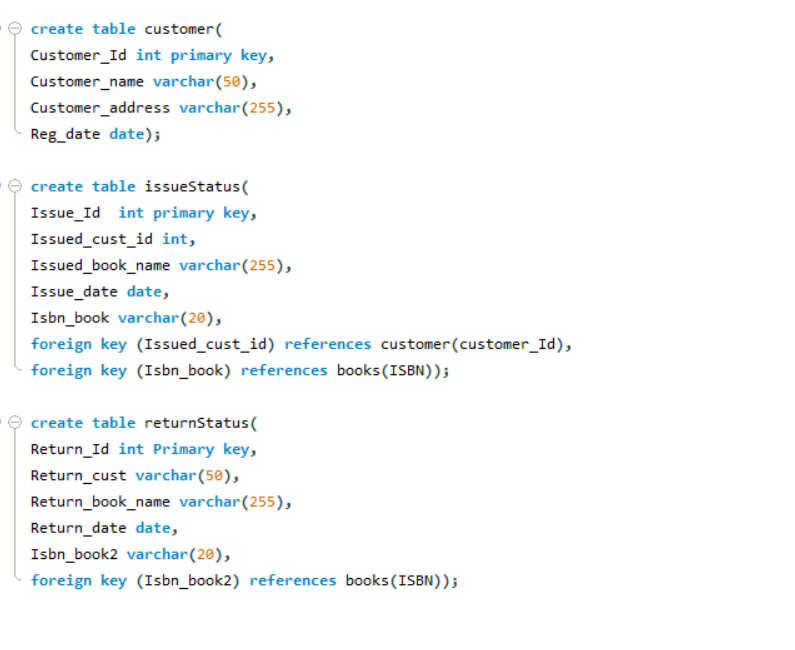 create table customer(
Customer_Id int primary key,
Customer_name varchar(50),
Customer_address varchar(255),
Reg_date date);
create table issueStatus(
Issue_Id  int primary key,
Issued_cust_id int,
Issued_book_name varchar(255),
Issue_date date,
Isbn_book varchar(20),
foreign key (Issued_cust_id) references customer(customer_Id),
foreign key (Isbn_book) references books(ISBN));
create table returnStatus(
Return_Id int Primary key,
Return_cust varchar(50),
Return_book_name varchar(255),
Return_date date,
Isbn_book2 varchar(20),
foreign key (Isbn_book2) references books(ISBN));